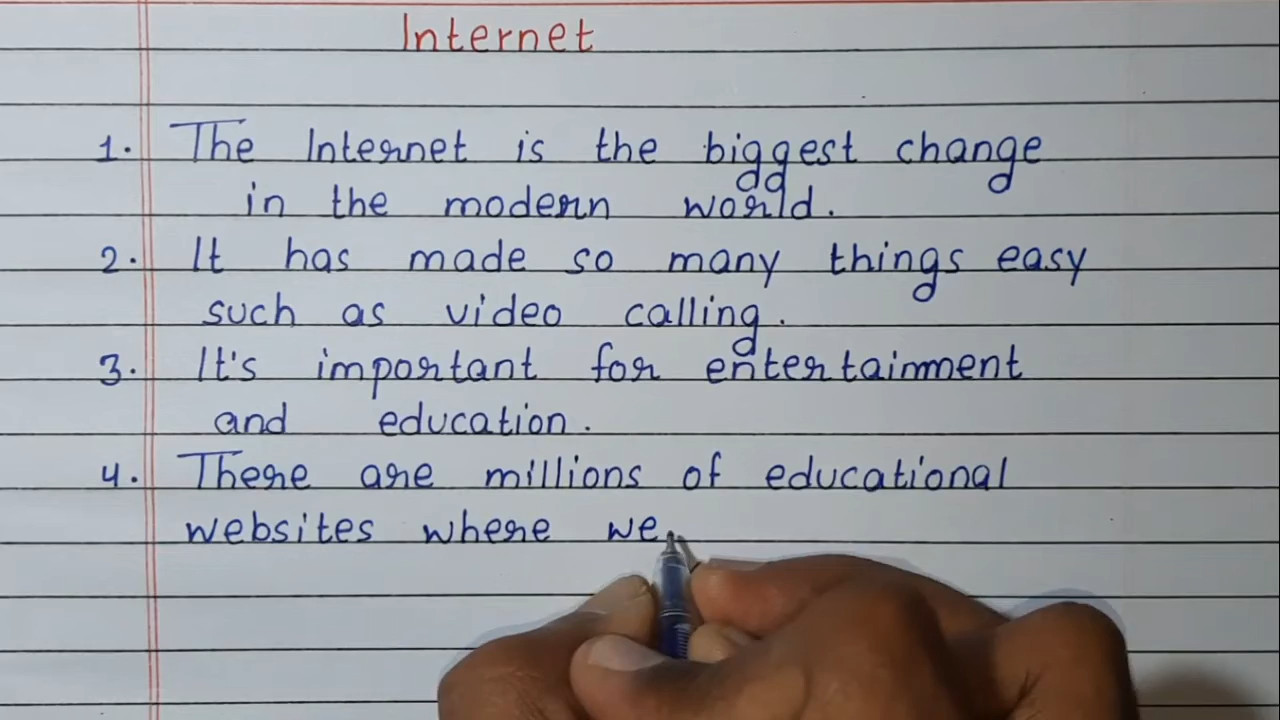 Internet
1. The Internet is the biggest change
in the modern world.
2. It has made so many things easy
such as video calling.
3. It's important for entertainment
and education.
4. There are millions of educational
websites where we